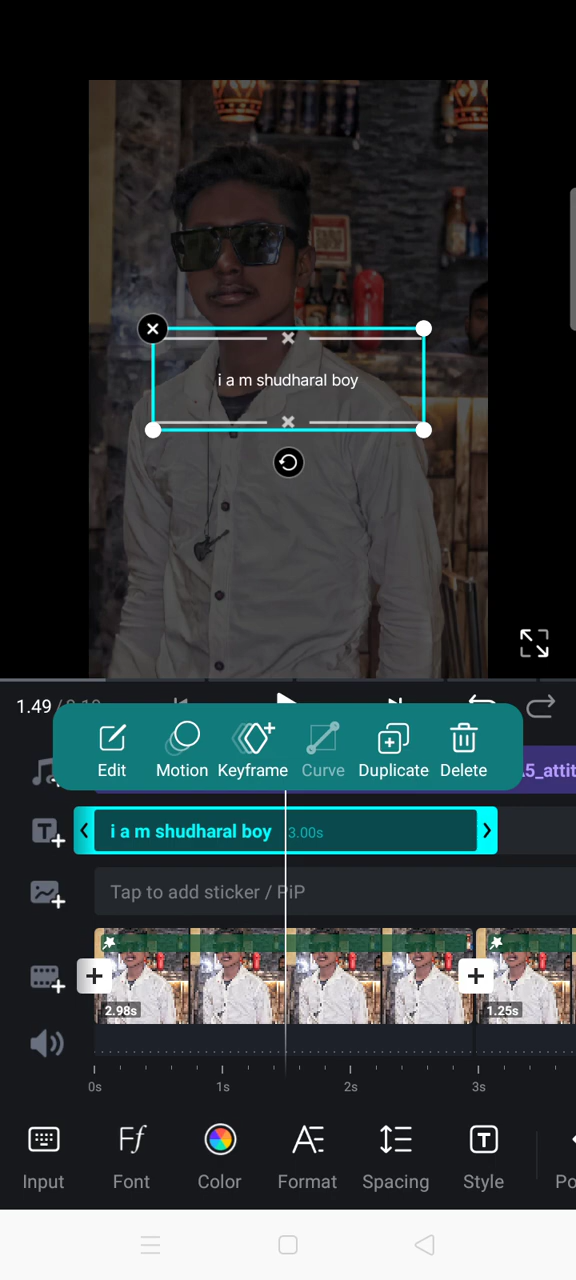 i a m shudharal boy
1.49
Edit
Motion
Keyframe
Curve
Duplicate
Delete
i a m shudharal boy
3.00s
Tap to add sticker / PiP
2.98s
1.25s
0s
1s
2s
3s
Input
Font
Color
Format
Spacing
Style
Po